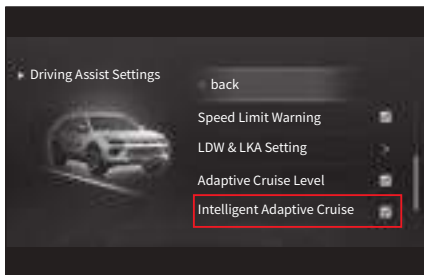 Driving Assist Settings
back
Speed Limit Warning
LDW & LKA Setting
Adaptive Cruise Level
Intelligent Adaptive Cruise